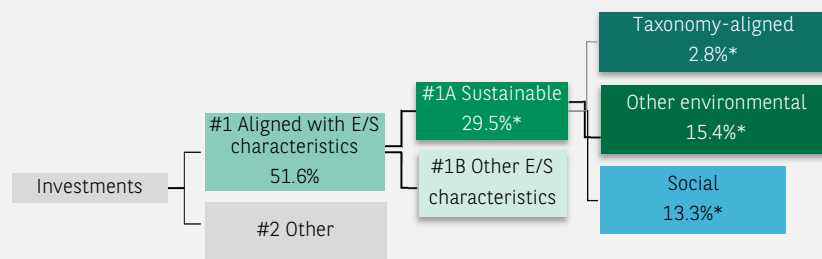 Investments
#1 Aligned with E/S
characteristics
51.6%
#2 Other
#1A Sustainable
29.5%*
#1B Other E/S
characteristics
Taxonomy-aligned
2.8%*
Other environmental
15.4%*
Social
13.3%*